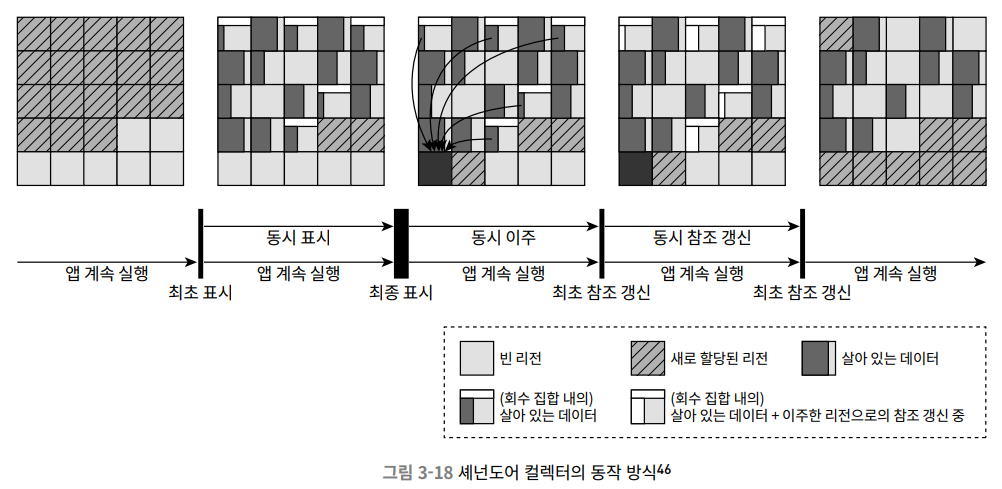 동시 표시
동시 이주
동시 참조 갱신
앱 계속 실행
앱 계속 실행
앱 계속 실행
앱 계속 실행
앱 계속 실행
최초 표시
최종 표시
최초 참조 갱신
최초 참조 갱신
빈 리전
새로 할당된 리전
살아 있는 데이터
(회수 집합 내의)
살아 있는 데이터
(회수 집합 내의)
살아 있는 데이터 + 이주한 리전으로의 참조 갱신 중
그림 3-18 셰넌도어 컬렉터의 동작 방식46